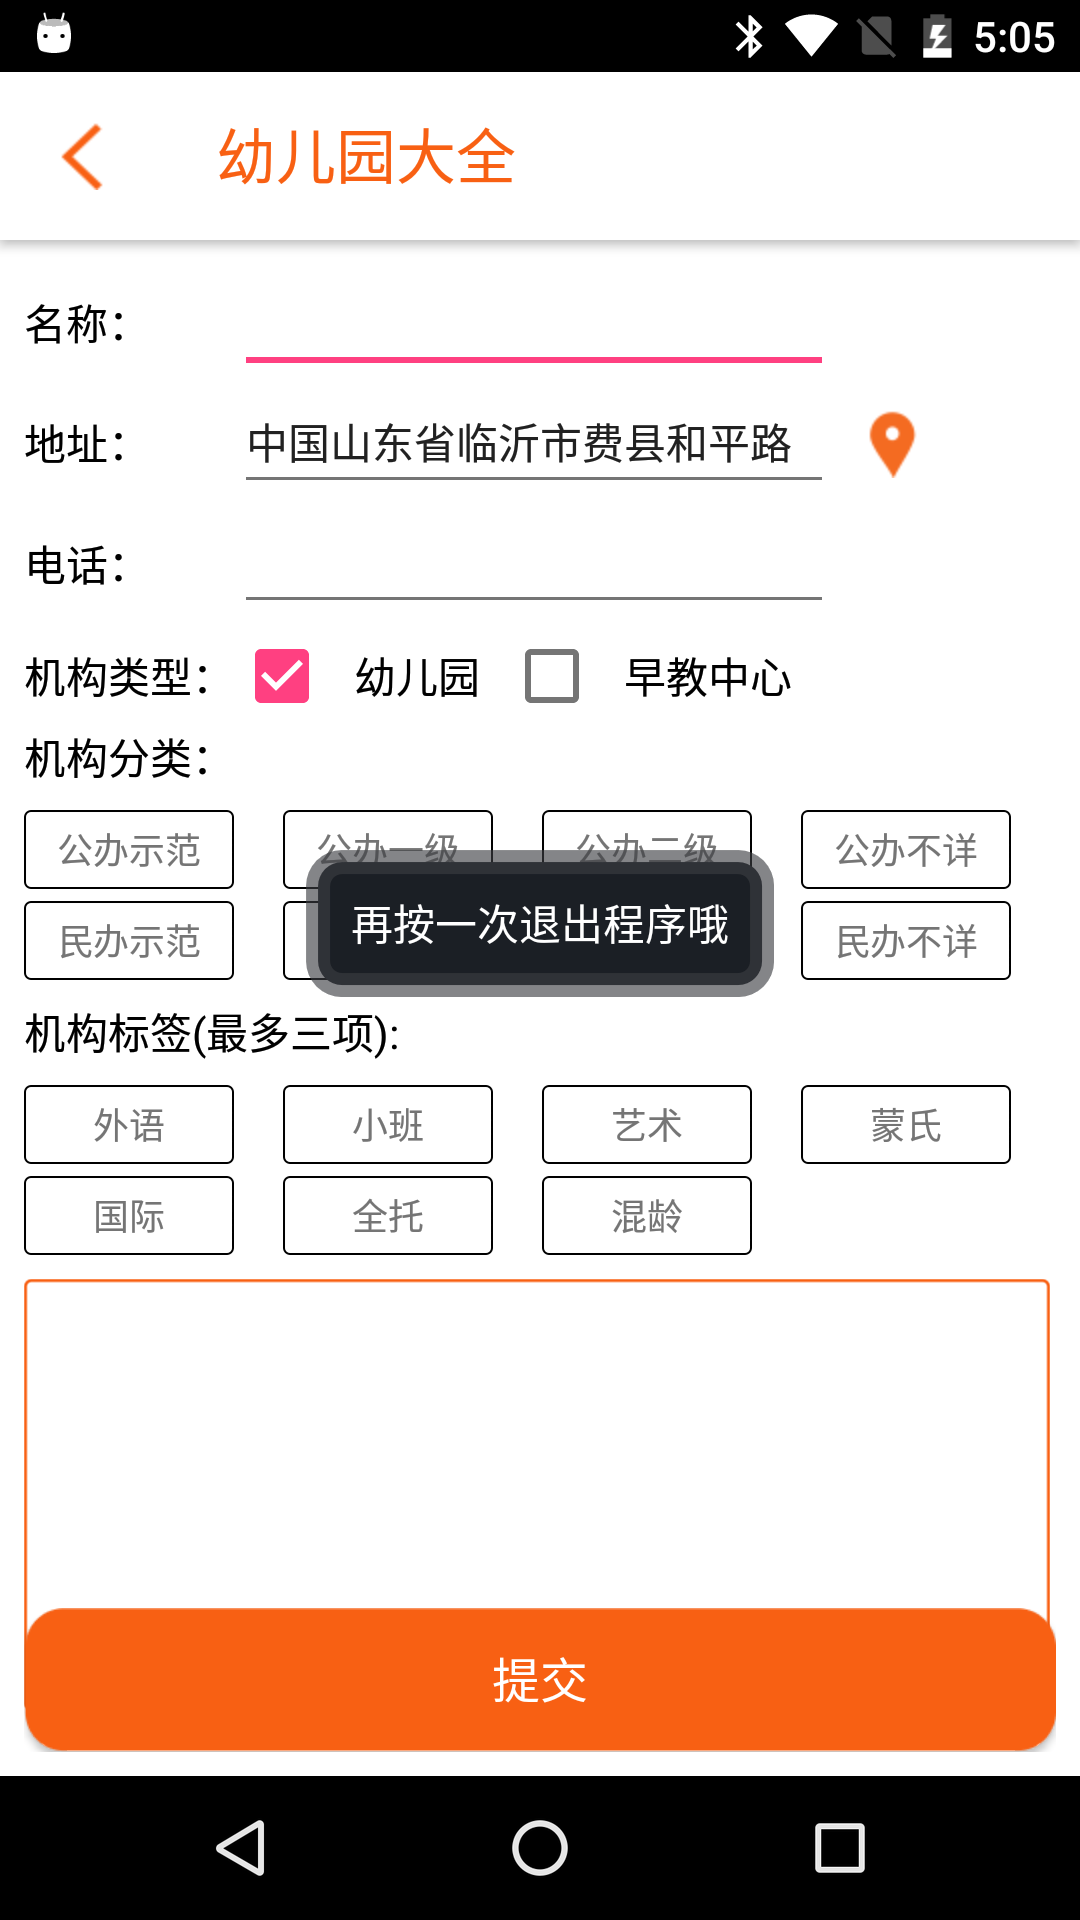 5:05
幼儿园大全
名称：
地址： 中国山东省临沂市费县和平路
电话：
机构类型： 幼儿园 早教中心
机构分类：
公办示范 公办一级 公办二级 公办不详
民办示范 民办不详
再按一次退出程序哦
机构标签(最多三项):
外语 小班 艺术 蒙氏
国际 全托 混龄
提交